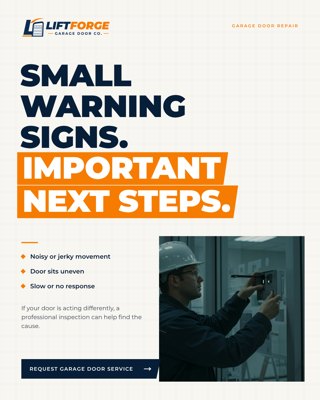 LIFTFORGE
GARAGE DOOR CO.
GARAGE DOOR REPAIR
SMALL
WARNING
SIGNS.
IMPORTANT
NEXT STEPS.
Noisy or jerky movement
Door sits uneven
Slow or no response
If your door is acting differently, a
professional inspection can help find the
cause.
REQUEST GARAGE DOOR SERVICE